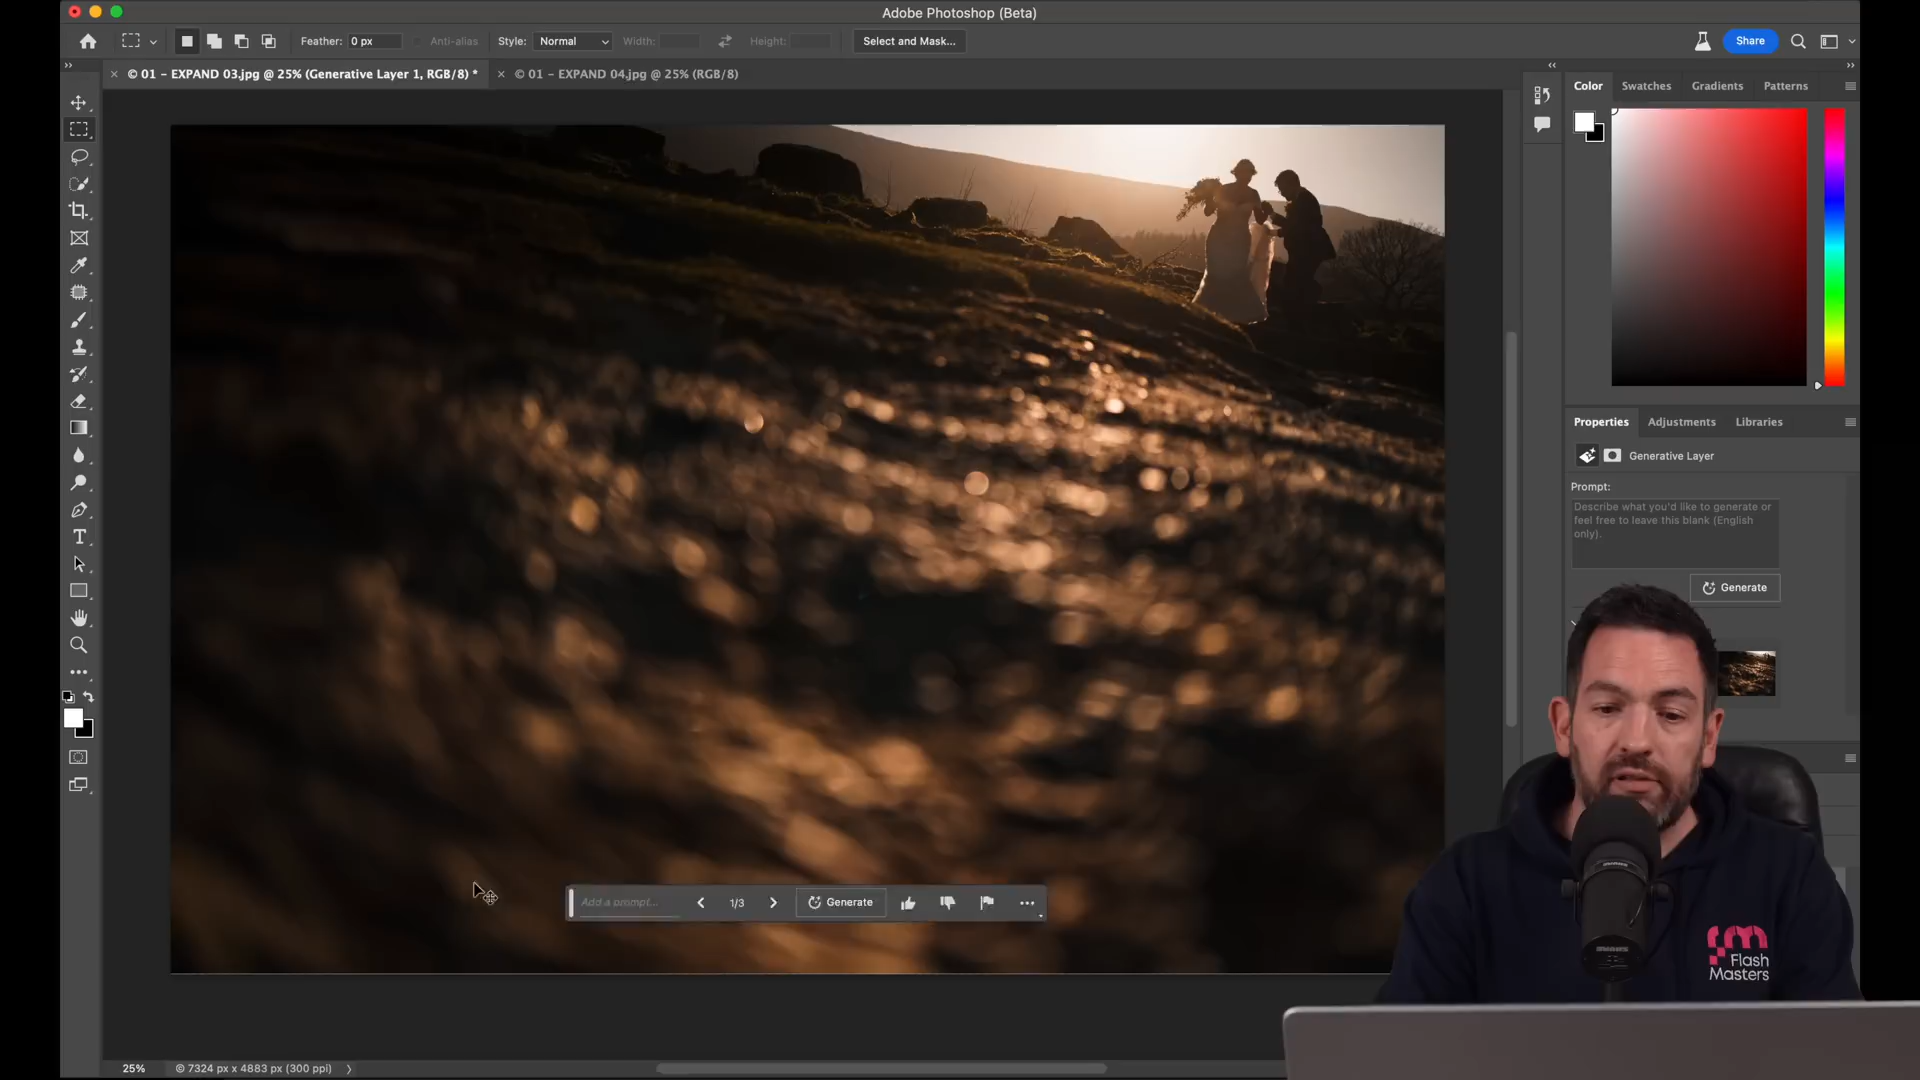 Adobe Photoshop (Beta)
Feather: 0 px Anti-alias Style: Normal Width: Height: Select and Mask... Share
© 01 - EXPAND 03.jpg @ 25% (Generative Layer 1, RGB/8) * © 01 - EXPAND 04.jpg @ 25% (RGB/8)
Color Swatches Gradients Patterns
Properties Adjustments Libraries
Generative Layer
Prompt:
Describe what you'd like to generate or
feel free to leave this blank (English
only).
Generate
Add a prompt... 1/3 Generate
Flash
Masters
25% © 7324 px x 4883 px (300 ppi)